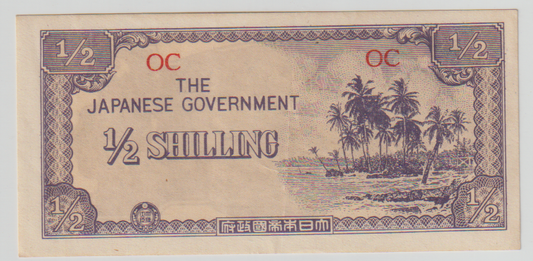 1/2 1/2
OC OC
THE
JAPANESE GOVERNMENT
1/2 SHILLING
1/2 1/2
府政國帝本日大